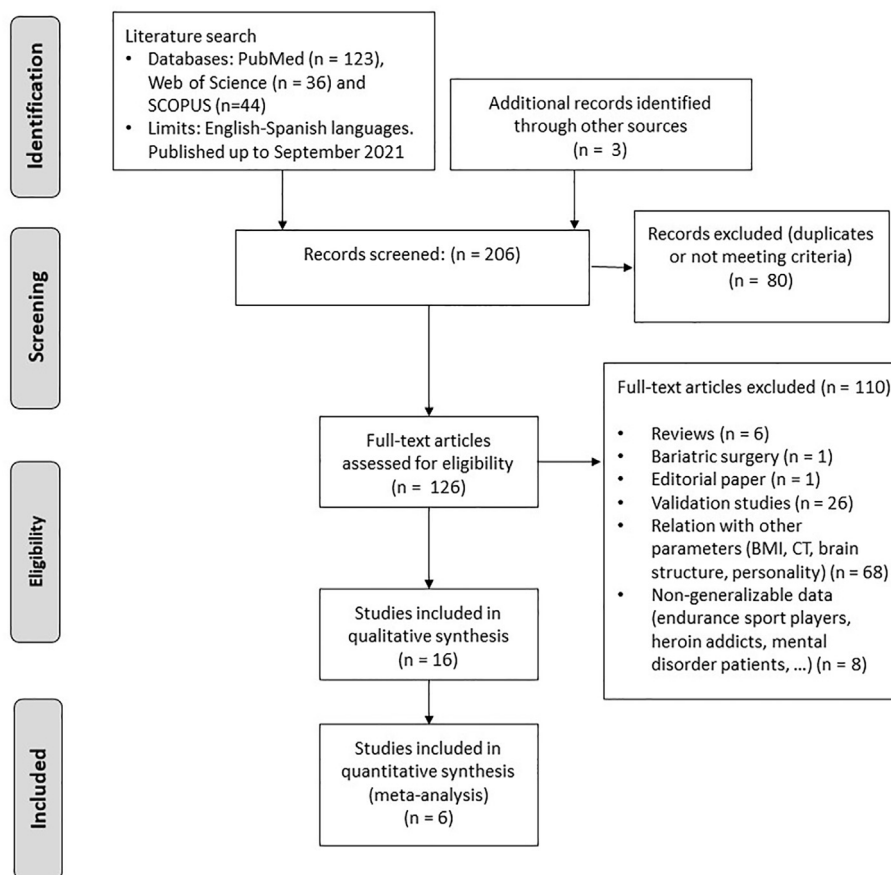 Identification
Literature search
• Databases: PubMed (n = 123),
Web of Science (n = 36) and
SCOPUS (n=44)
• Limits: English-Spanish languages.
Published up to September 2021
Additional records identified
through other sources
(n = 3)
Screening
Records screened: (n = 206)
Records excluded (duplicates
or not meeting criteria)
(n = 80)
Eligibility
Full-text articles
assessed for eligibility
(n = 126)
Full-text articles excluded (n = 110)
• Reviews (n = 6)
• Bariatric surgery (n = 1)
• Editorial paper (n = 1)
• Validation studies (n = 26)
• Relation with other
parameters (BMI, CT, brain
structure, personality) (n = 68)
• Non-generalizable data
(endurance sport players,
heroin addicts, mental
disorder patients, ...) (n = 8)
Studies included in
qualitative synthesis
(n = 16)
Included
Studies included in
quantitative synthesis
(meta-analysis)
(n = 6)